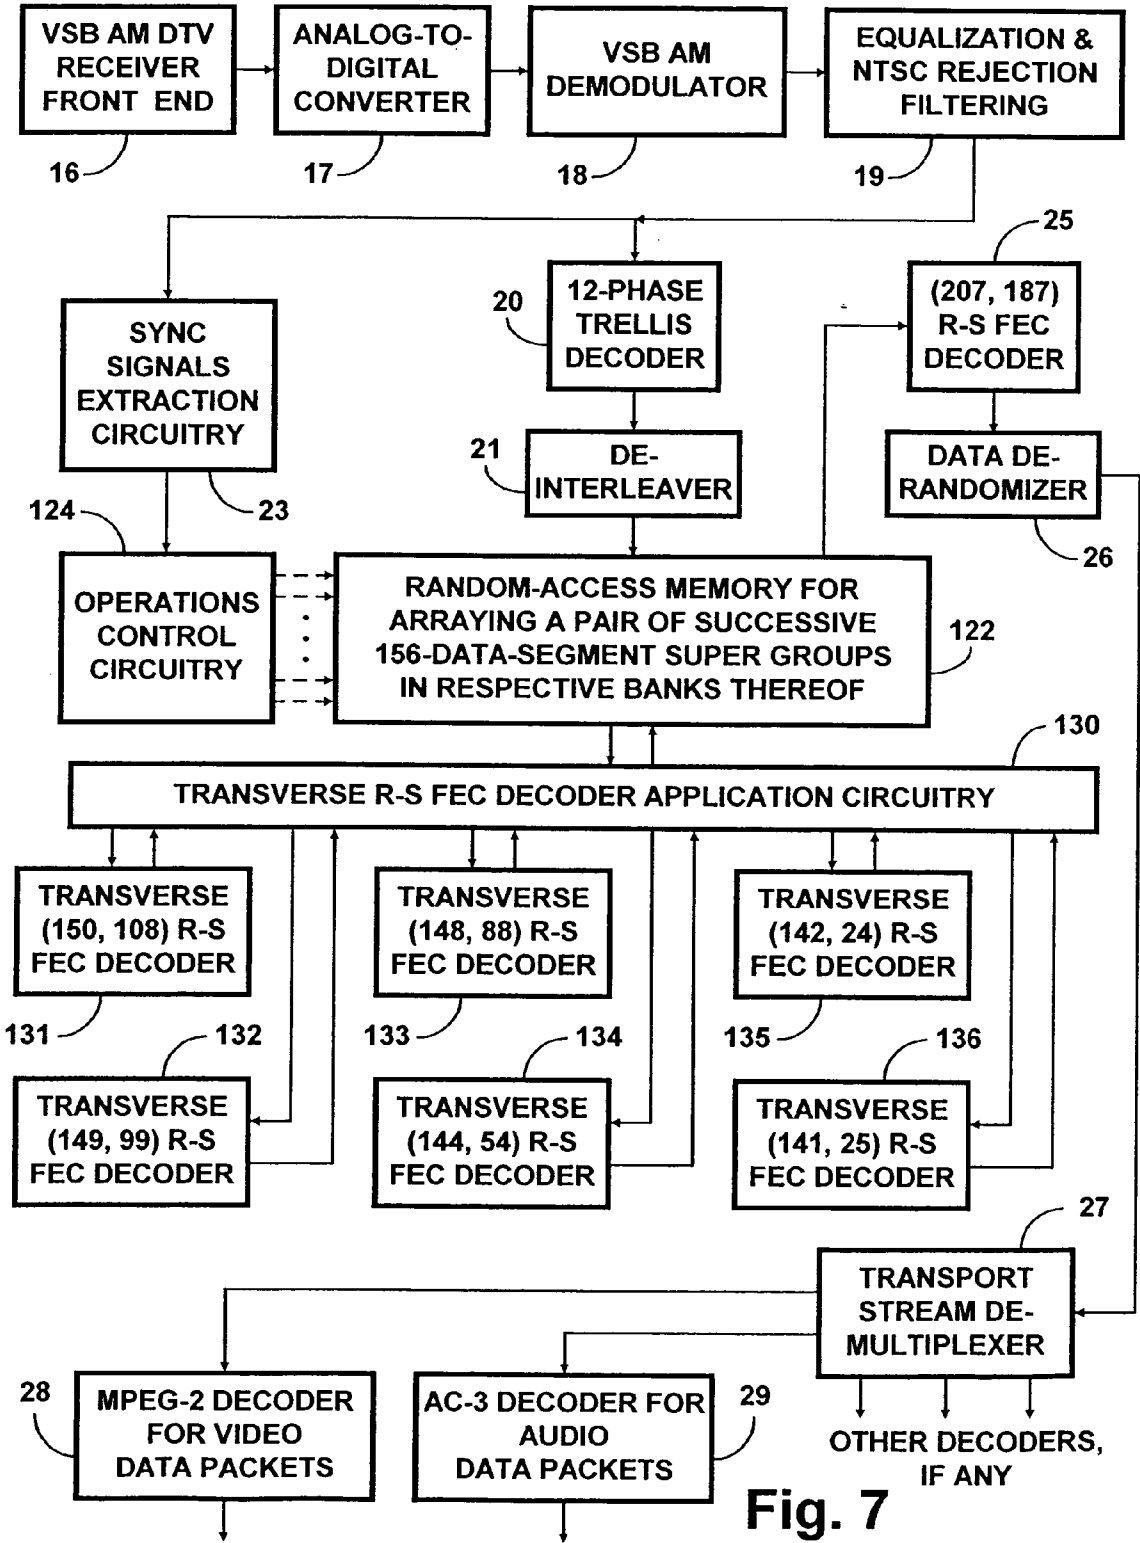 VSB AM DTV
RECEIVER
FRONT END
16
ANALOG-TO-
DIGITAL
CONVERTER
17
VSB AM
DEMODULATOR
18
EQUALIZATION &
NTSC REJECTION
FILTERING
19
SYNC
SIGNALS
EXTRACTION
CIRCUITRY
23
20
12-PHASE
TRELLIS
DECODER
25
(207, 187)
R-S FEC
DECODER
21
DE-
INTERLEAVER
DATA DE-
RANDOMIZER
26
124
OPERATIONS
CONTROL
CIRCUITRY
RANDOM-ACCESS MEMORY FOR
ARRAYING A PAIR OF SUCCESSIVE
156-DATA-SEGMENT SUPER GROUPS
IN RESPECTIVE BANKS THEREOF
122
130
TRANSVERSE R-S FEC DECODER APPLICATION CIRCUITRY
TRANSVERSE
(150, 108) R-S
FEC DECODER
131
TRANSVERSE
(148, 88) R-S
FEC DECODER
133
TRANSVERSE
(142, 24) R-S
FEC DECODER
135
132
TRANSVERSE
(149, 99) R-S
FEC DECODER
134
TRANSVERSE
(144, 54) R-S
FEC DECODER
136
TRANSVERSE
(141, 25) R-S
FEC DECODER
27
TRANSPORT
STREAM DE-
MULTIPLEXER
28
MPEG-2 DECODER
FOR VIDEO
DATA PACKETS
AC-3 DECODER FOR
AUDIO
DATA PACKETS
29
OTHER DECODERS,
IF ANY
Fig. 7